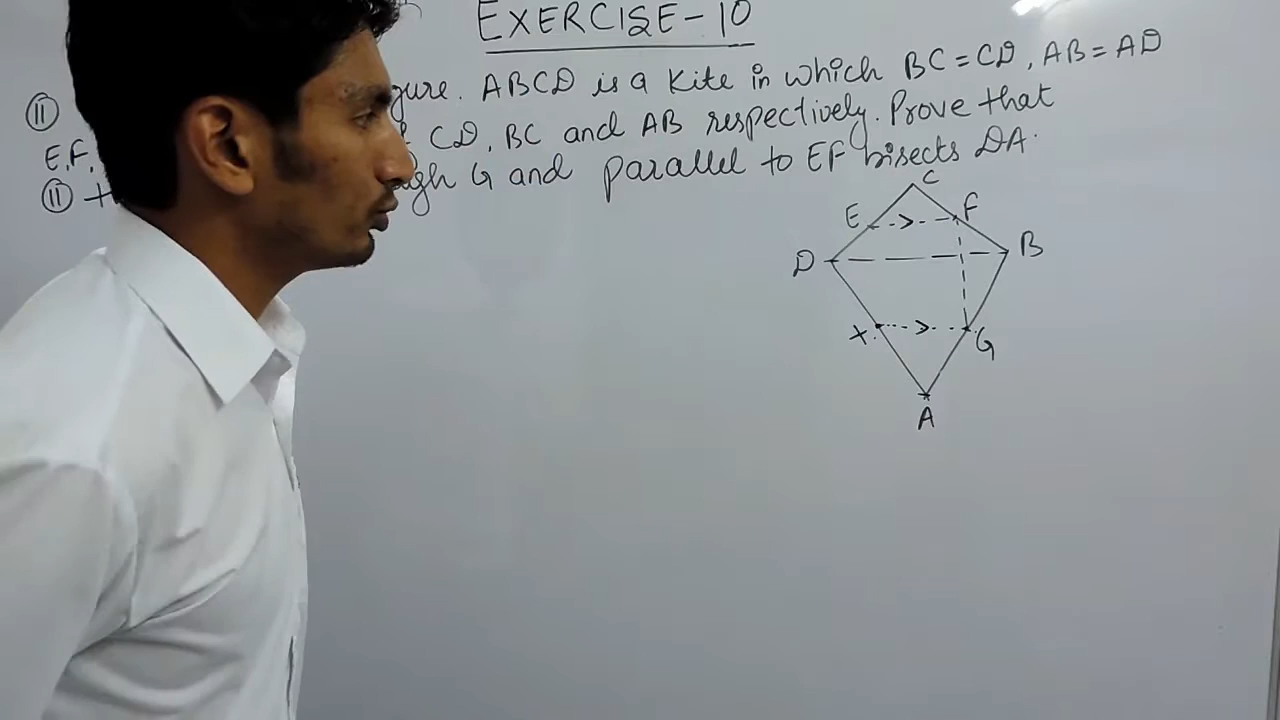 EXERCISE-10
11 gure. ABCD is a Kite in which BC=CD, AB=AD
E.F. CD, BC and AB respectively. Prove that
11 gh G and parallel to EF bisects DA.
C
E F
D B
X G
A